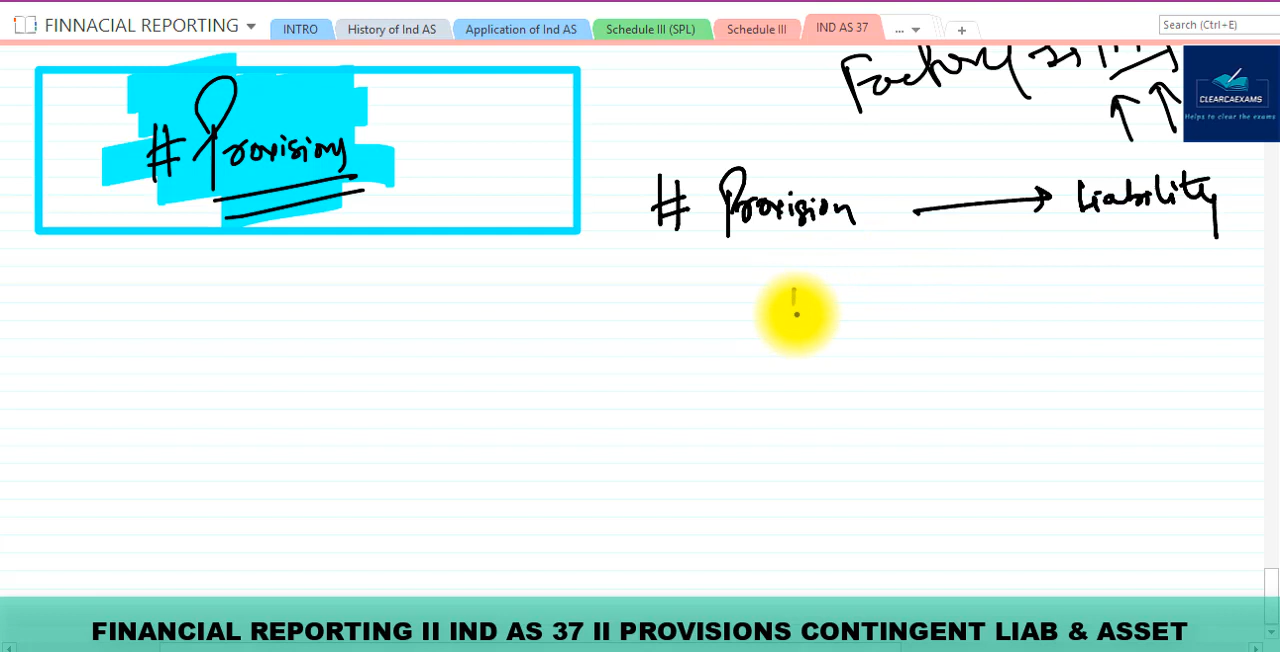 FINNACIAL REPORTING
INTRO
History of Ind AS
Application of Ind AS
Schedule III (SPL)
Schedule III
IND AS 37
...
+
Search (Ctrl+E)
Factory →
CLEARCAEXAMS
Helps to clear the exams
# Provisions
# Provision → Liability
FINANCIAL REPORTING II IND AS 37 II PROVISIONS CONTINGENT LIAB & ASSET